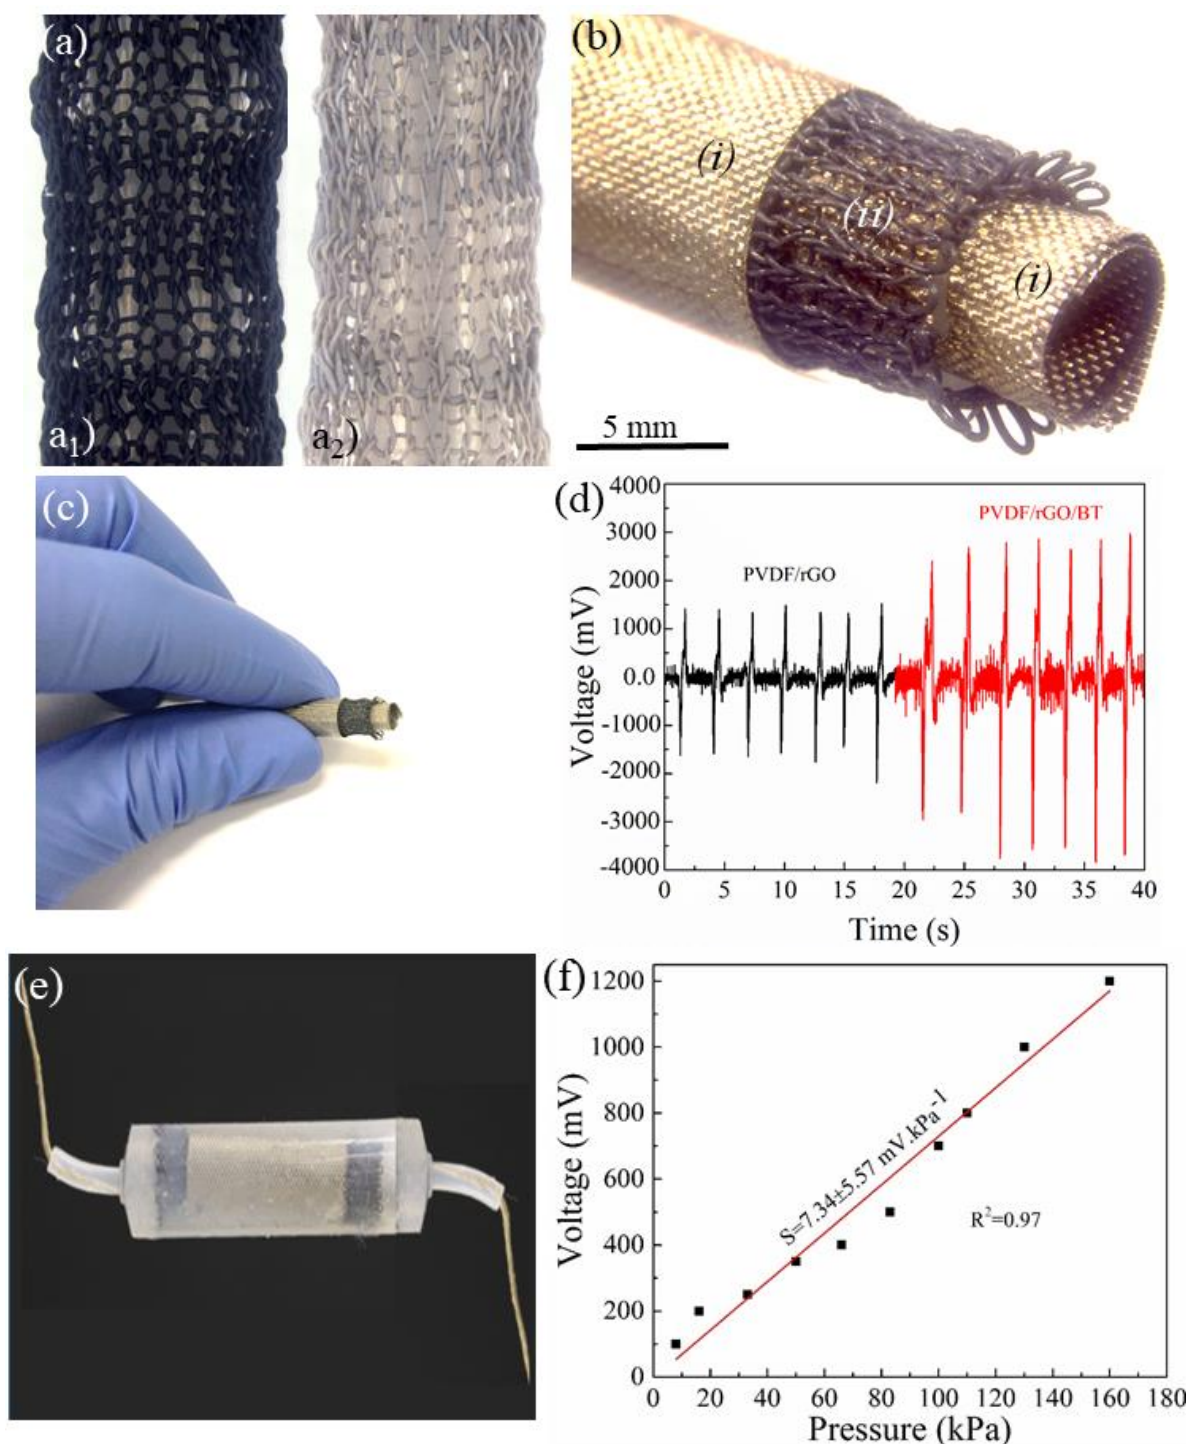 (a)
a1)
a2)
(b)
(i)
(ii)
(i)
5 mm
(c)
(d)
4000
3000
2000
1000
0.0
-1000
-2000
-3000
-4000
Voltage (mV)
PVDF/rGO
PVDF/rGO/BT
0 5 10 15 20 25 30 35 40
Time (s)
(e)
(f)
1200
1000
800
600
400
200
0
Voltage (mV)
S=7.34±5.57 mV.kPa-1
R2=0.97
0 20 40 60 80 100 120 140 160 180
Pressure (kPa)